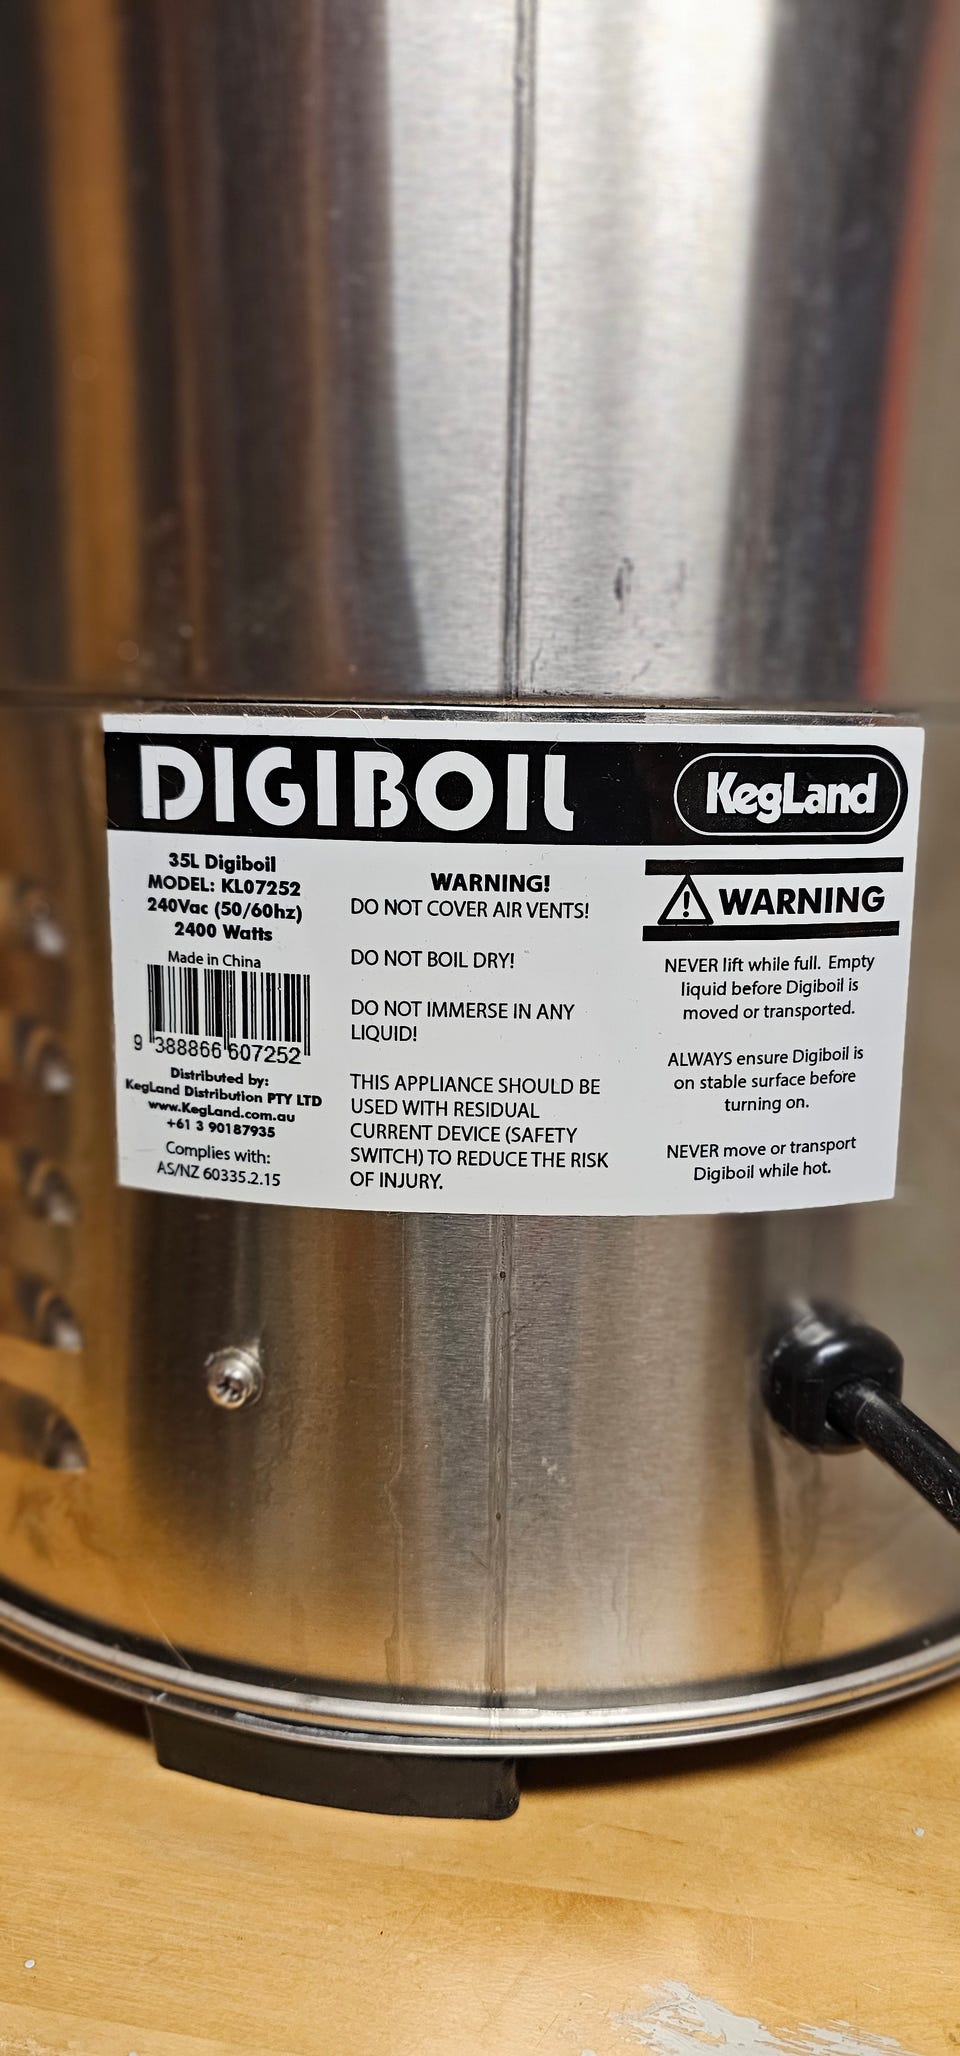 DIGIBOIL
KegLand
35L Digiboil
MODEL: KL07252
240Vac (50/60hz)
2400 Watts
Made in China
9 388866 607252
Distributed by:
KegLand Distribution PTY LTD
www.KegLand.com.au
+61 3 90187935
Complies with:
AS/NZ 60335.2.15
WARNING!
DO NOT COVER AIR VENTS!
DO NOT BOIL DRY!
DO NOT IMMERSE IN ANY
LIQUID!
THIS APPLIANCE SHOULD BE
USED WITH RESIDUAL
CURRENT DEVICE (SAFETY
SWITCH) TO REDUCE THE RISK
OF INJURY.
WARNING
NEVER lift while full. Empty
liquid before Digiboil is
moved or transported.
ALWAYS ensure Digiboil is
on stable surface before
turning on.
NEVER move or transport
Digiboil while hot.